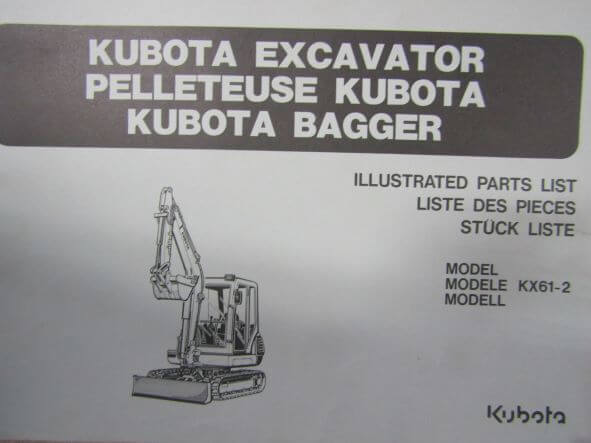 KUBOTA EXCAVATOR
PELLETEUSE KUBOTA
KUBOTA BAGGER
ILLUSTRATED PARTS LIST
LISTE DES PIECES
STÜCK LISTE
MODEL
MODELE KX61-2
MODELL
Kubota